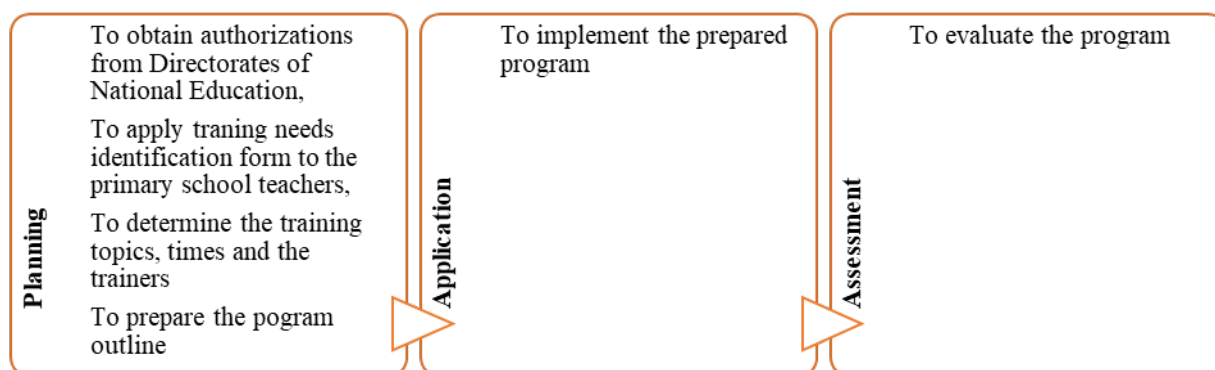 Planning
To obtain authorizations
from Directorates of
National Education,
To apply traning needs
identification form to the
primary school teachers,
To determine the training
topics, times and the
trainers
To prepare the pogram
outline
Application
To implement the prepared
program
Assessment
To evaluate the program